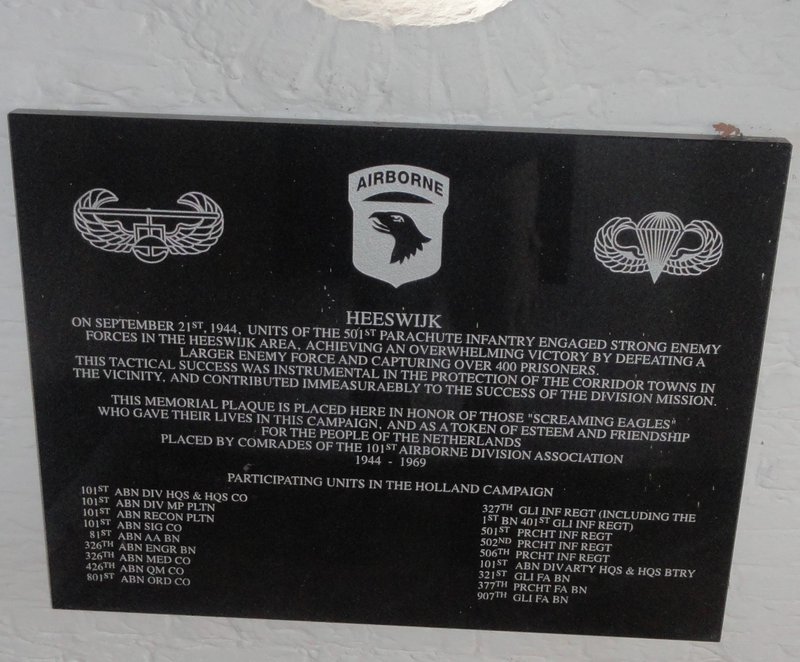 AIRBORNE
HEESWIJK
ON SEPTEMBER 21ST, 1944, UNITS OF THE 501ST PARACHUTE INFANTRY ENGAGED STRONG ENEMY
FORCES IN THE HEESWIJK AREA, ACHIEVING AN OVERWHELMING VICTORY BY DEFEATING A
LARGER ENEMY FORCE AND CAPTURING OVER 400 PRISONERS.
THIS TACTICAL SUCCESS WAS INSTRUMENTAL IN THE PROTECTION OF THE CORRIDOR TOWNS IN
THE VICINITY, AND CONTRIBUTED IMMEASURAEBLY TO THE SUCCESS OF THE DIVISION MISSION.
THIS MEMORIAL PLAQUE IS PLACED HERE IN HONOR OF THOSE "SCREAMING EAGLES"
WHO GAVE THEIR LIVES IN THIS CAMPAIGN, AND AS A TOKEN OF ESTEEM AND FRIENDSHIP
FOR THE PEOPLE OF THE NETHERLANDS
PLACED BY COMRADES OF THE 101ST AIRBORNE DIVISION ASSOCIATION
1944 - 1969
PARTICIPATING UNITS IN THE HOLLAND CAMPAIGN
101ST ABN DIV HQS & HQS CO
101ST ABN DIV MP PLTN
101ST ABN RECON PLTN
101ST ABN SIG CO
81ST ABN AA BN
326TH ABN ENGR BN
326TH ABN MED CO
426TH ABN QM CO
801ST ABN ORD CO
327TH GLI INF REGT (INCLUDING THE
1ST BN 401ST GLI INF REGT)
501ST PRCHT INF REGT
502ND PRCHT INF REGT
506TH PRCHT INF REGT
101ST ABN DIVARTY HQS & HQS BTRY
321ST GLI FA BN
377TH PRCHT FA BN
907TH GLI FA BN